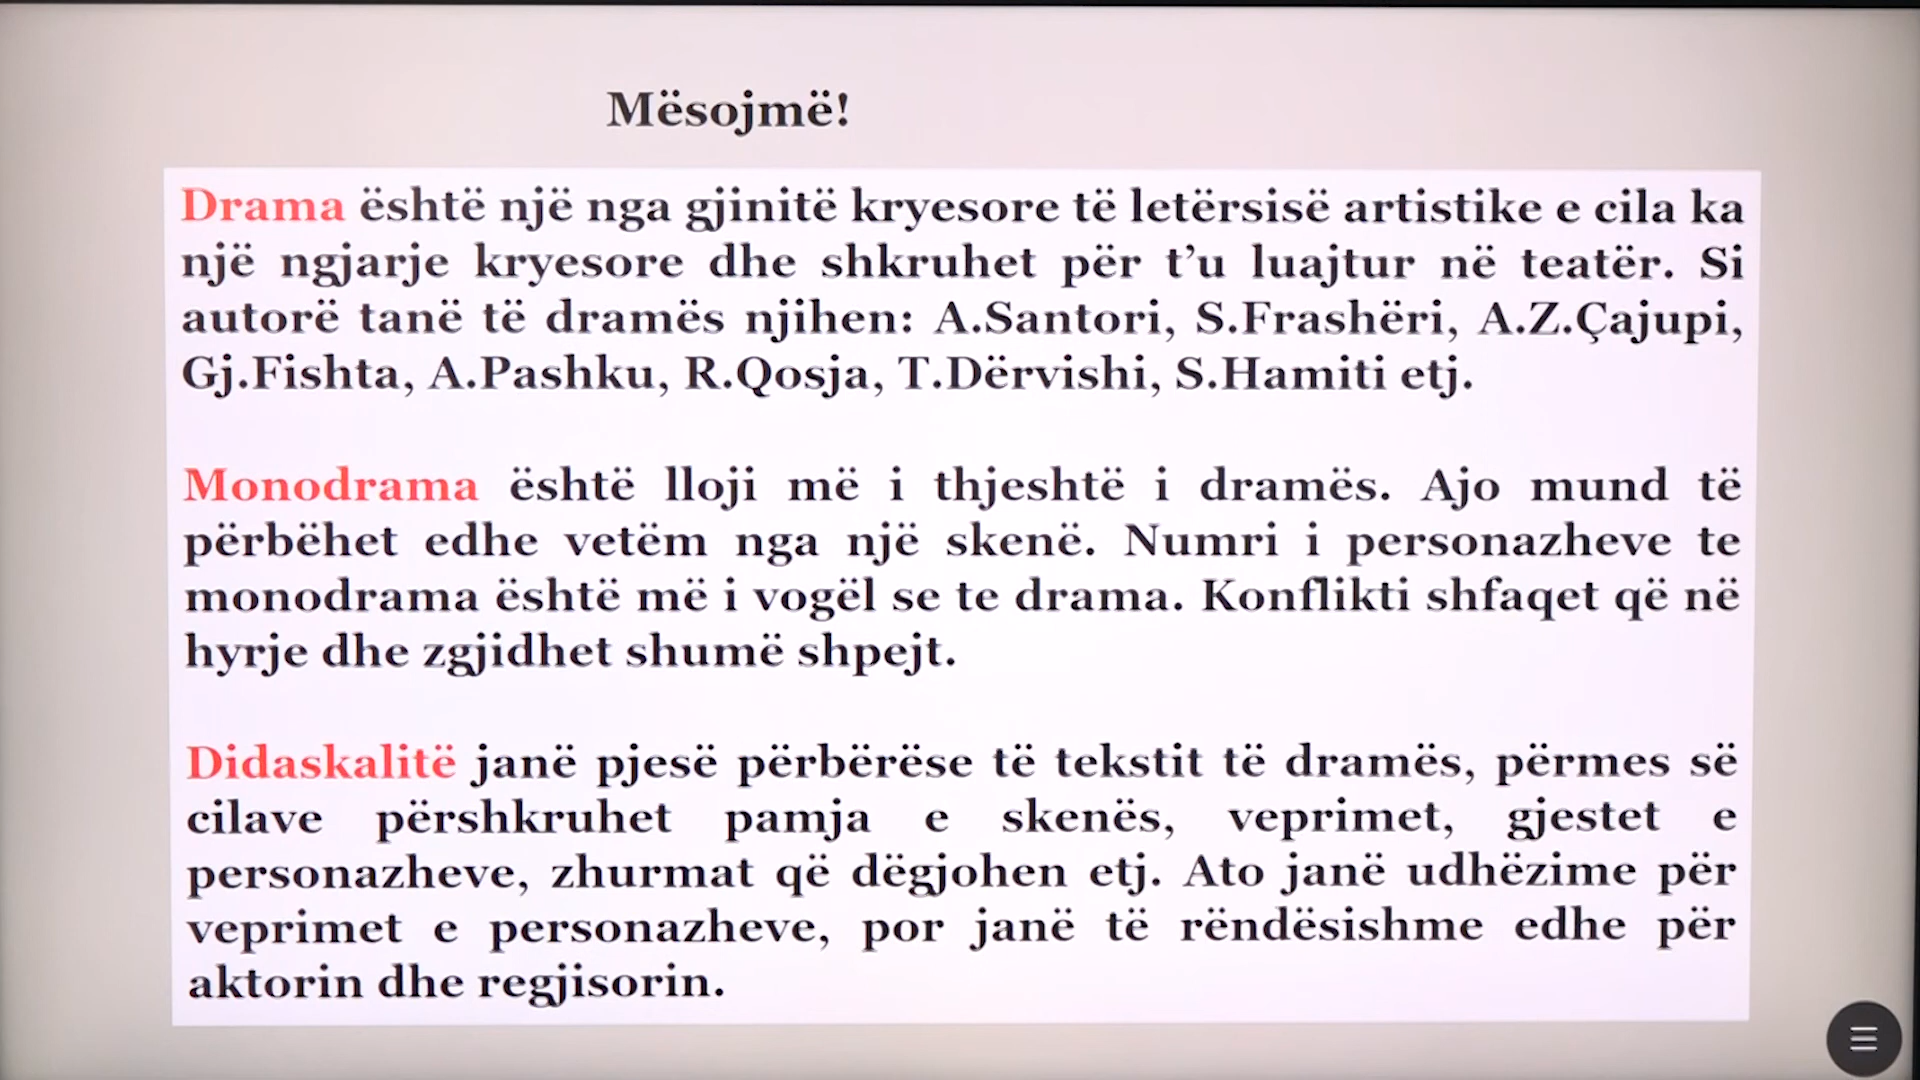 Mësojmë!
Drama është një nga gjinitë kryesore të letërsisë artistike e cila ka
një ngjarje kryesore dhe shkruhet për t’u luajtur në teatër. Si
autorë tanë të dramës njihen: A.Santori, S.Frashëri, A.Z.Çajupi,
Gj.Fishta, A.Pashku, R.Qosja, T.Dërvishi, S.Hamiti etj.
Monodrama është lloji më i thjeshtë i dramës. Ajo mund të
përbëhet edhe vetëm nga një skenë. Numri i personazheve te
monodrama është më i vogël se te drama. Konflikti shfaqet që në
hyrje dhe zgjidhet shumë shpejt.
Didaskalitë janë pjesë përbërëse të tekstit të dramës, përmes së
cilave përshkruhet pamja e skenës, veprimet, gjestet e
personazheve, zhurmat që dëgjohen etj. Ato janë udhëzime për
veprimet e personazheve, por janë të rëndësishme edhe për
aktorin dhe regjisorin.